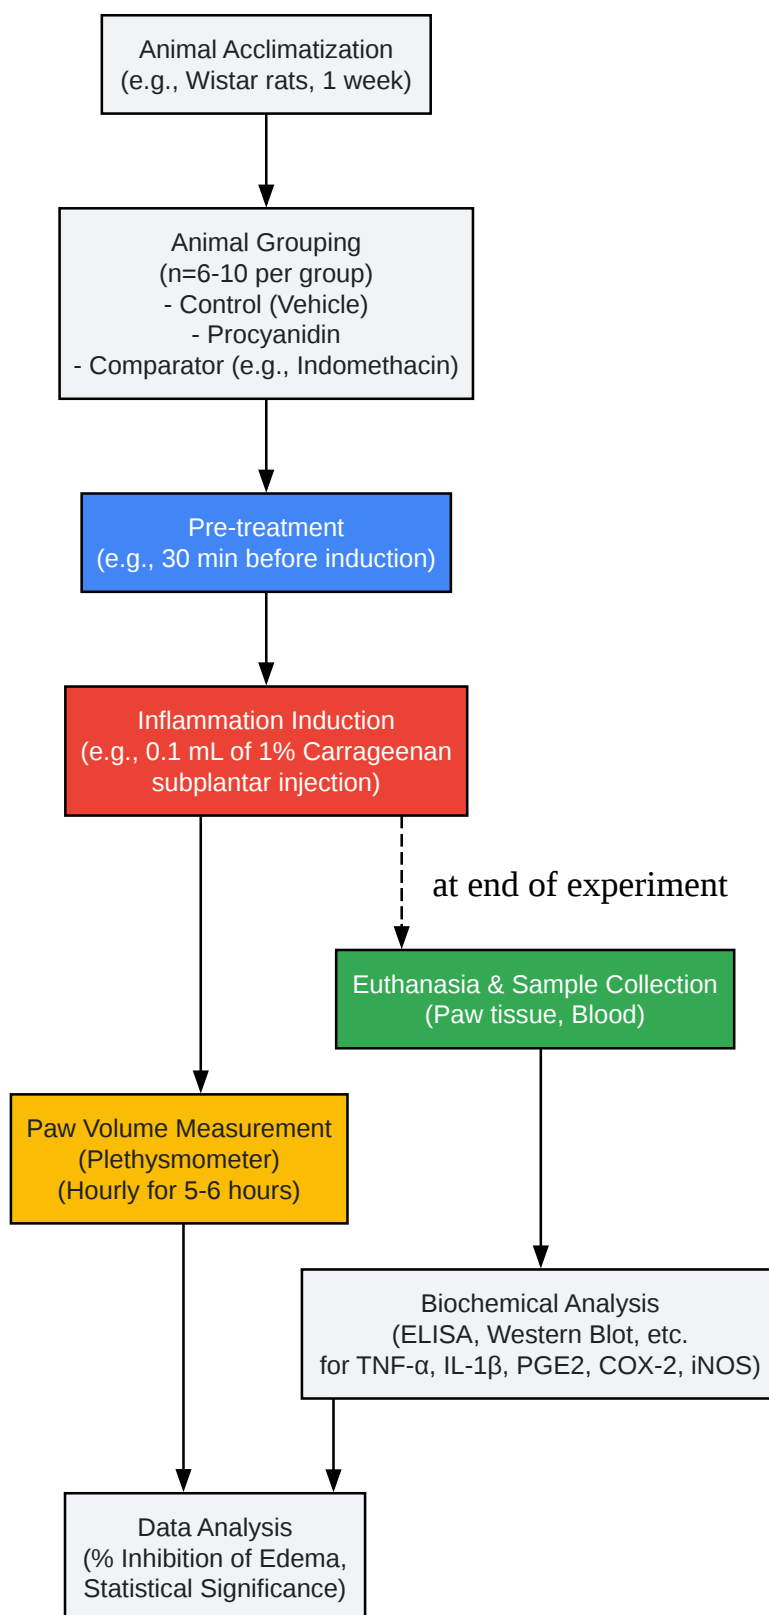 Animal Acclimatization
(e.g., Wistar rats, 1 week)
Animal Grouping
(n=6-10 per group)
- Control (Vehicle)
- Procyanidin
- Comparator (e.g., Indomethacin)
Pre-treatment
(e.g., 30 min before induction)
Inflammation Induction
(e.g., 0.1 mL of 1% Carrageenan
subplantar injection)
at end of experiment
Euthanasia & Sample Collection
(Paw tissue, Blood)
Paw Volume Measurement
(Plethysmometer)
(Hourly for 5-6 hours)
Biochemical Analysis
(ELISA, Western Blot, etc.
for TNF-α, IL-1β, PGE2, COX-2, iNOS)
Data Analysis
(% Inhibition of Edema,
Statistical Significance)